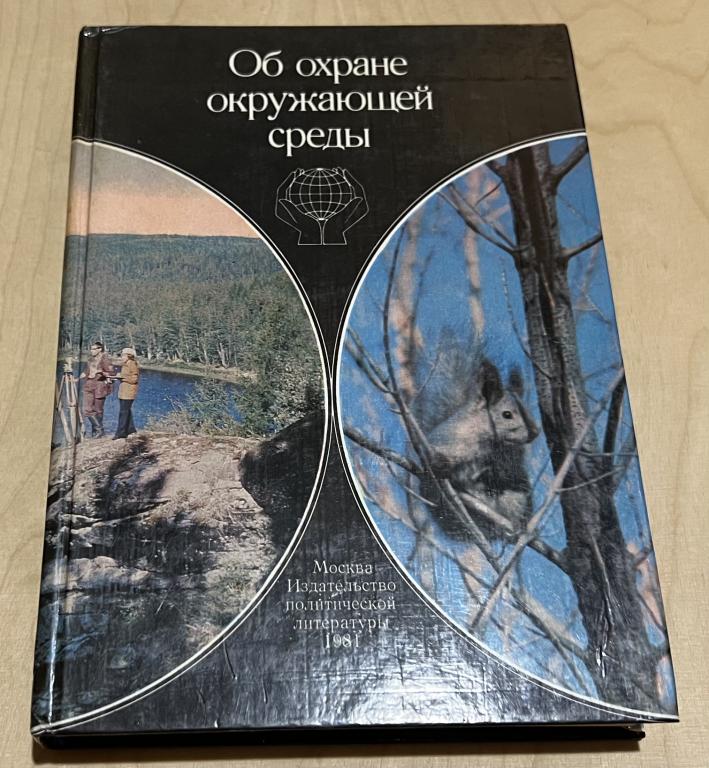 Об охране
окружающей
среды
Москва
Издательство
политической
литературы
1981